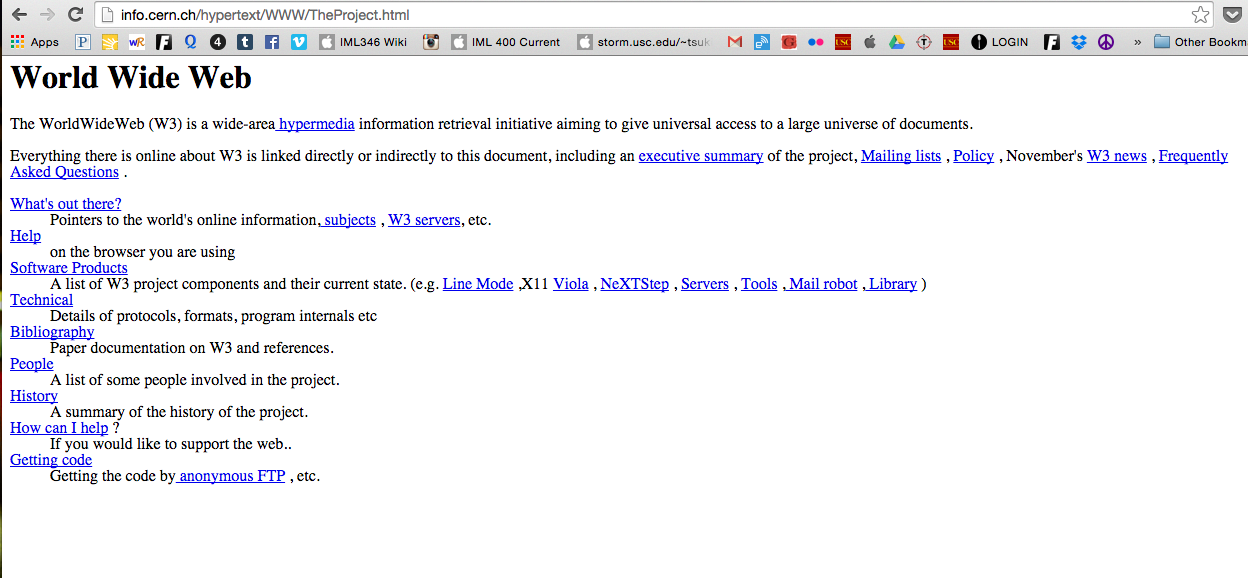 info.cern.ch/hypertext/WWW/TheProject.html
Apps P wR F Q 4 t f IML346 Wiki IML 400 Current storm.usc.edu/~tsuk G USC T USC LOGIN F » Other Bookm
World Wide Web
The WorldWideWeb (W3) is a wide-area hypermedia information retrieval initiative aiming to give universal access to a large universe of documents.
Everything there is online about W3 is linked directly or indirectly to this document, including an executive summary of the project, Mailing lists , Policy , November's W3 news , Frequently
Asked Questions .
What's out there?
Pointers to the world's online information, subjects , W3 servers, etc.
Help
on the browser you are using
Software Products
A list of W3 project components and their current state. (e.g. Line Mode ,X11 Viola , NeXTStep , Servers , Tools , Mail robot , Library )
Technical
Details of protocols, formats, program internals etc
Bibliography
Paper documentation on W3 and references.
People
A list of some people involved in the project.
History
A summary of the history of the project.
How can I help ?
If you would like to support the web..
Getting code
Getting the code by anonymous FTP , etc.